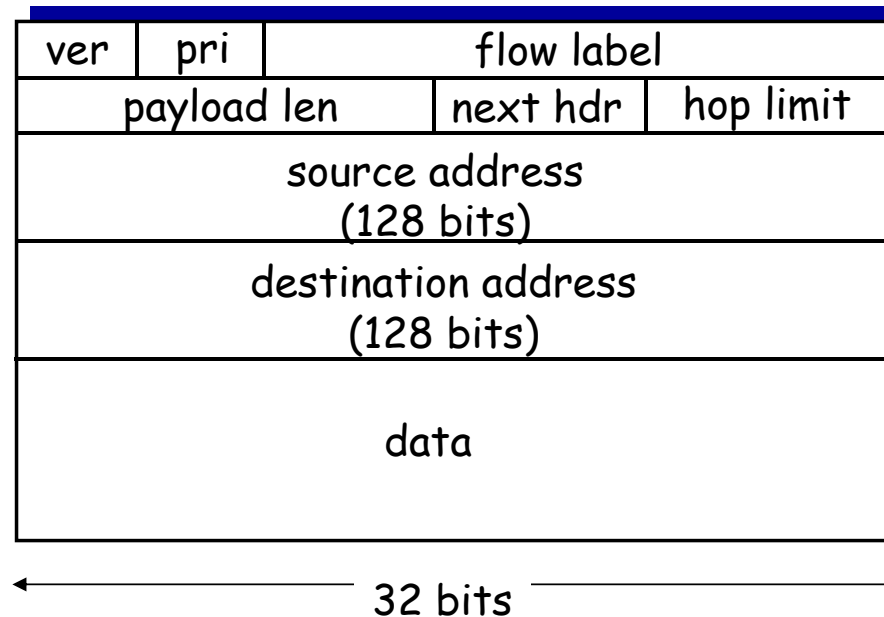 ver pri flow label
payload len next hdr hop limit
source address
(128 bits)
destination address
(128 bits)
data
32 bits